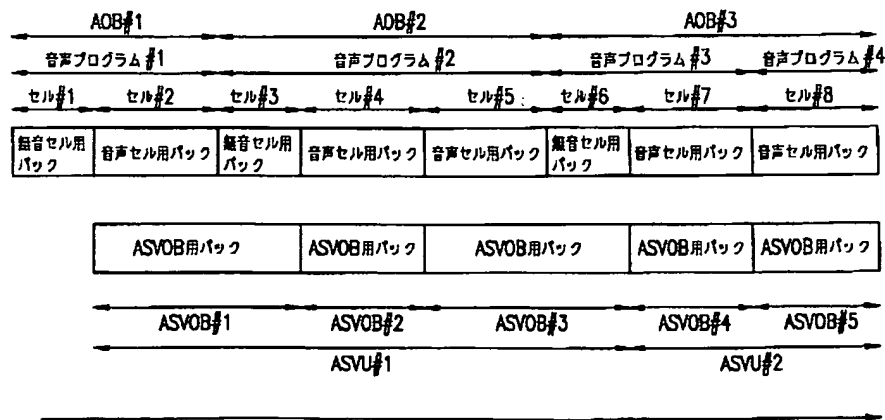 AOB#1 AOB#2 AOB#3
音声プログラム#1 音声プログラム#2 音声プログラム#3 音声プログラム#4
セル#1 セル#2 セル#3 セル#4 セル#5 セル#6 セル#7 セル#8
無音セル用パック 音声セル用パック 無音セル用パック 音声セル用パック 音声セル用パック 無音セル用パック 音声セル用パック 音声セル用パック
ASVOB用パック ASVOB用パック ASVOB用パック ASVOB用パック ASVOB用パック
ASVOB#1 ASVOB#2 ASVOB#3 ASVOB#4 ASVOB#5
ASVU#1 ASVU#2